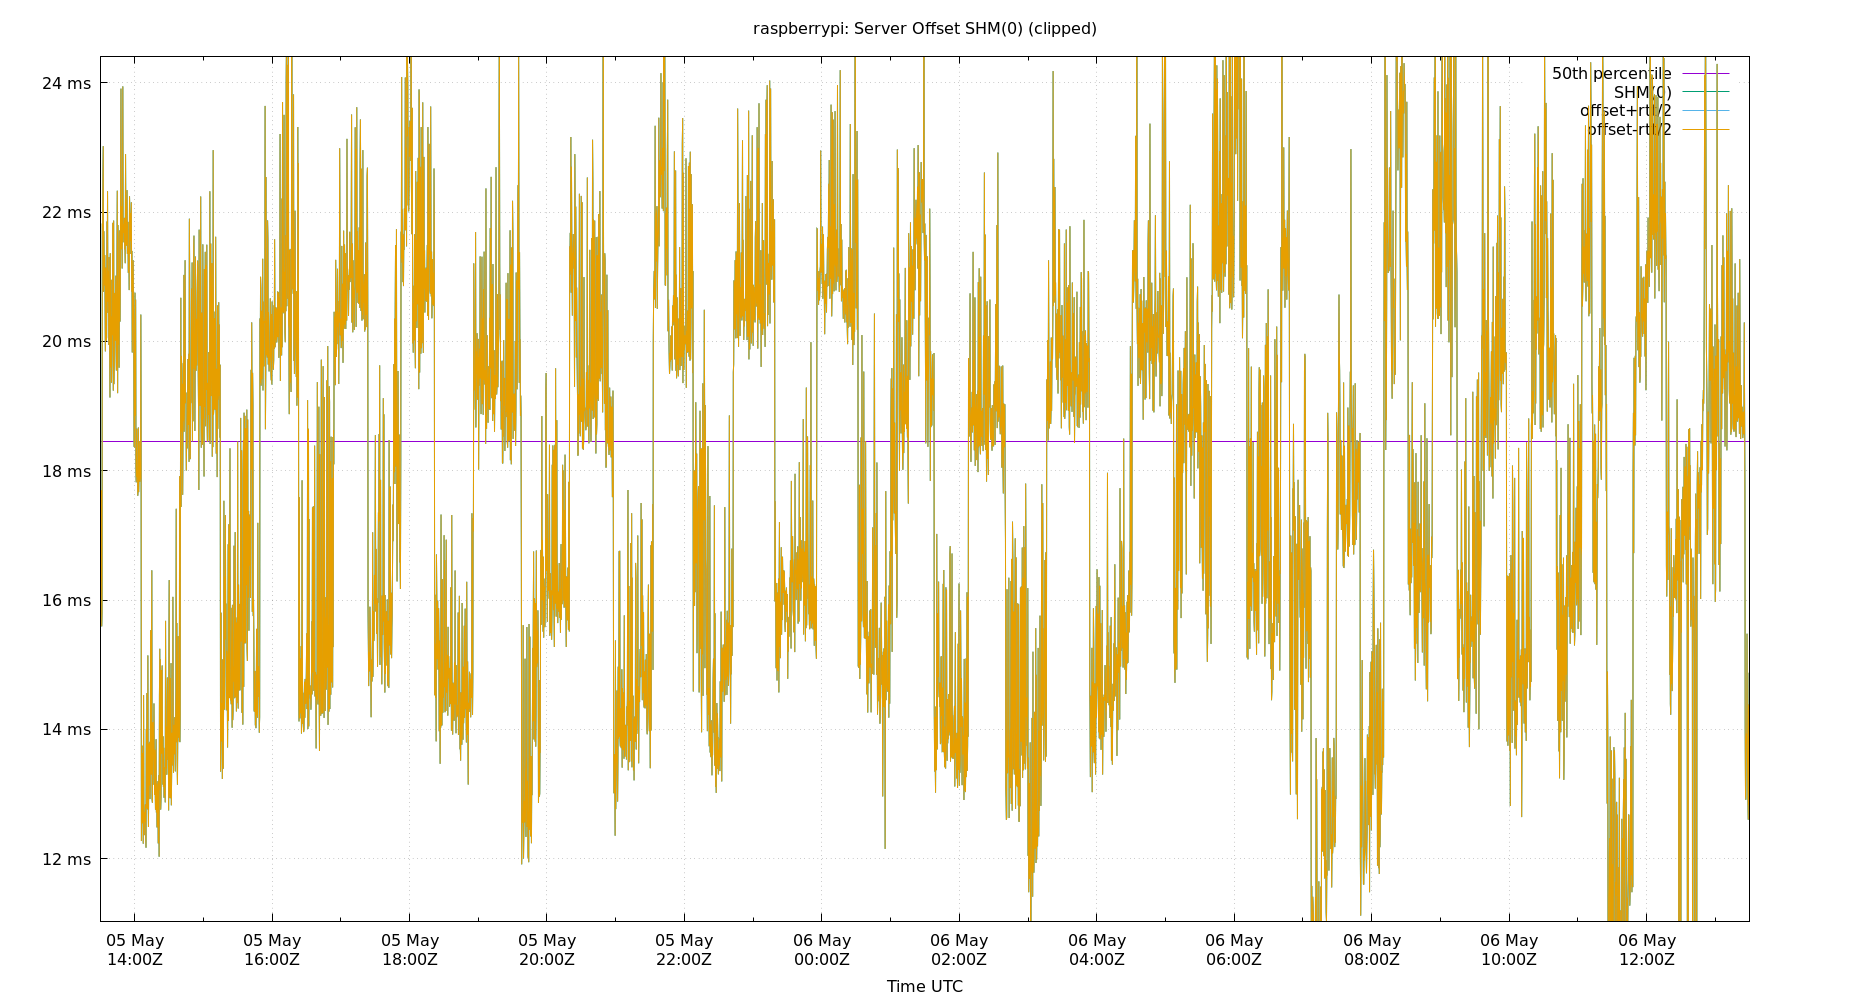 raspberrypi: Server Offset SHM(0) (clipped)
24 ms
22 ms
20 ms
18 ms
16 ms
14 ms
12 ms
50th percentile
SHM(0)
offset+rtt/2
offset-rtt/2
05 May 05 May 05 May 05 May 05 May 06 May 06 May 06 May 06 May 06 May 06 May 06 May
14:00Z 16:00Z 18:00Z 20:00Z 22:00Z 00:00Z 02:00Z 04:00Z 06:00Z 08:00Z 10:00Z 12:00Z
Time UTC